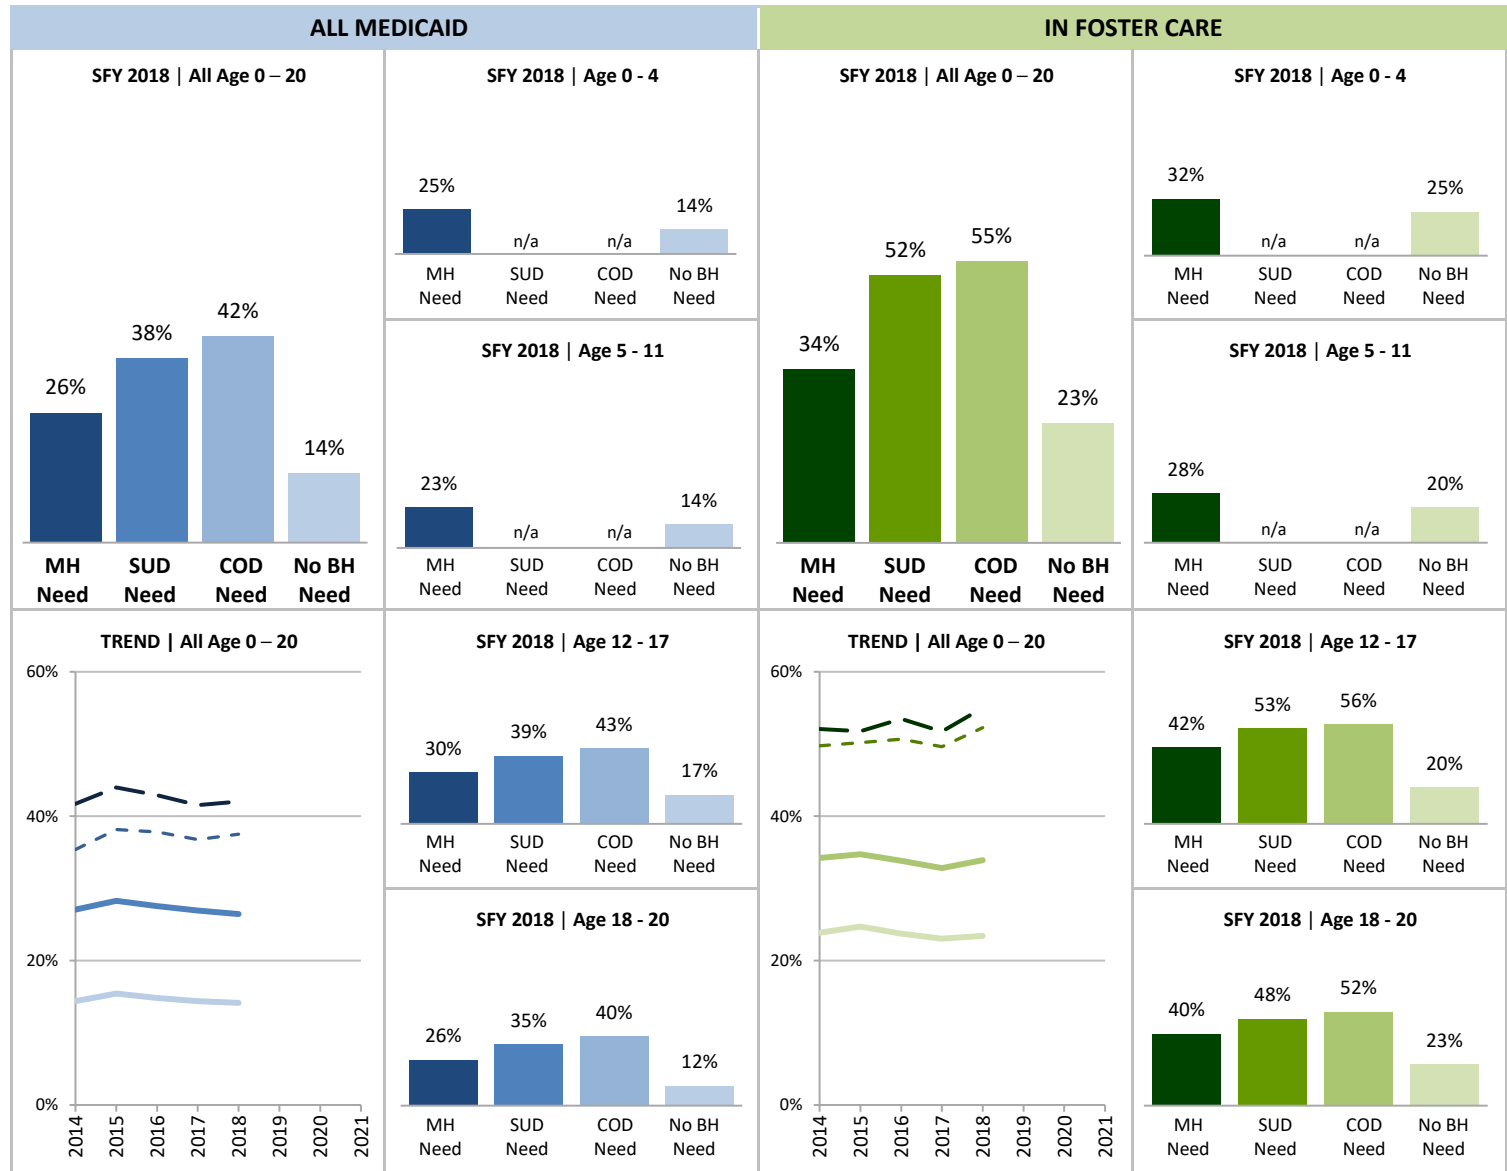 ALL MEDICAID
IN FOSTER CARE
SFY 2018 | All Age 0 – 20
26%
38%
42%
14%
MH Need
SUD Need
COD Need
No BH Need
SFY 2018 | Age 0 - 4
25%
n/a
n/a
14%
MH Need
SUD Need
COD Need
No BH Need
SFY 2018 | Age 5 - 11
23%
n/a
n/a
14%
MH Need
SUD Need
COD Need
No BH Need
SFY 2018 | All Age 0 – 20
34%
52%
55%
23%
MH Need
SUD Need
COD Need
No BH Need
SFY 2018 | Age 0 - 4
32%
n/a
n/a
25%
MH Need
SUD Need
COD Need
No BH Need
SFY 2018 | Age 5 - 11
28%
n/a
n/a
20%
MH Need
SUD Need
COD Need
No BH Need
TREND | All Age 0 – 20
60%
40%
20%
0%
2014
2015
2016
2017
2018
2019
2020
2021
SFY 2018 | Age 12 - 17
30%
39%
43%
17%
MH Need
SUD Need
COD Need
No BH Need
SFY 2018 | Age 18 - 20
26%
35%
40%
12%
MH Need
SUD Need
COD Need
No BH Need
TREND | All Age 0 – 20
60%
40%
20%
0%
2014
2015
2016
2017
2018
2019
2020
2021
SFY 2018 | Age 12 - 17
42%
53%
56%
20%
MH Need
SUD Need
COD Need
No BH Need
SFY 2018 | Age 18 - 20
40%
48%
52%
23%
MH Need
SUD Need
COD Need
No BH Need